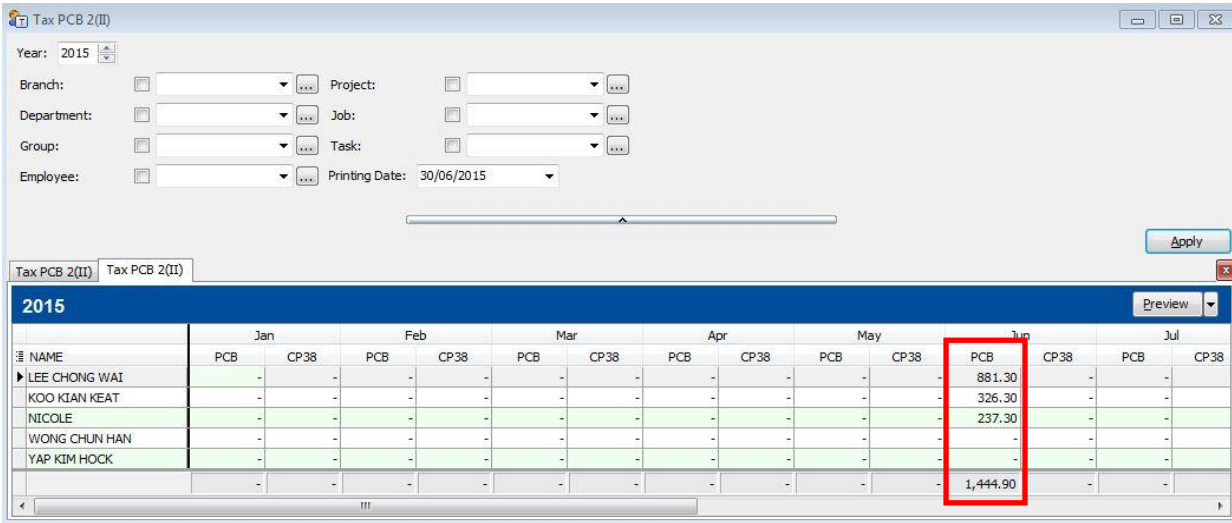 Tax PCB 2(II)
Year: 2015
Branch: ... Project: ...
Department: ... Job: ...
Group: ... Task: ...
Employee: ... Printing Date: 30/06/2015
Apply
Tax PCB 2(II) Tax PCB 2(II)
2015 Preview
Jan Feb Mar Apr May Jun Jul
NAME PCB CP38 PCB CP38 PCB CP38 PCB CP38 PCB CP38 PCB CP38 PCB CP38
LEE CHONG WAI - - - - - - - - - - 881.30 - - -
KOO KIAN KEAT - - - - - - - - - - 326.30 - - -
NICOLE - - - - - - - - - - 237.30 - - -
WONG CHUN HAN - - - - - - - - - - - - - -
YAP KIM HOCK - - - - - - - - - - - - - -
- - - - - - - - - - 1,444.90 - -